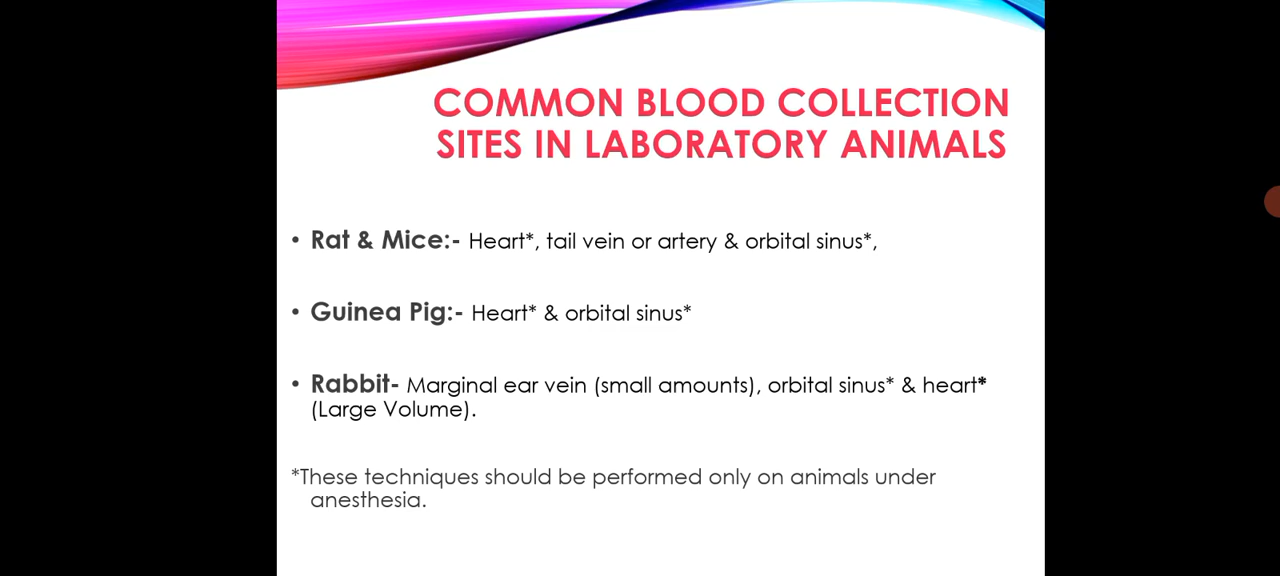 COMMON BLOOD COLLECTION
SITES IN LABORATORY ANIMALS
• Rat & Mice:- Heart*, tail vein or artery & orbital sinus*,
• Guinea Pig:- Heart* & orbital sinus*
• Rabbit- Marginal ear vein (small amounts), orbital sinus* & heart*
(Large Volume).
*These techniques should be performed only on animals under
anesthesia.